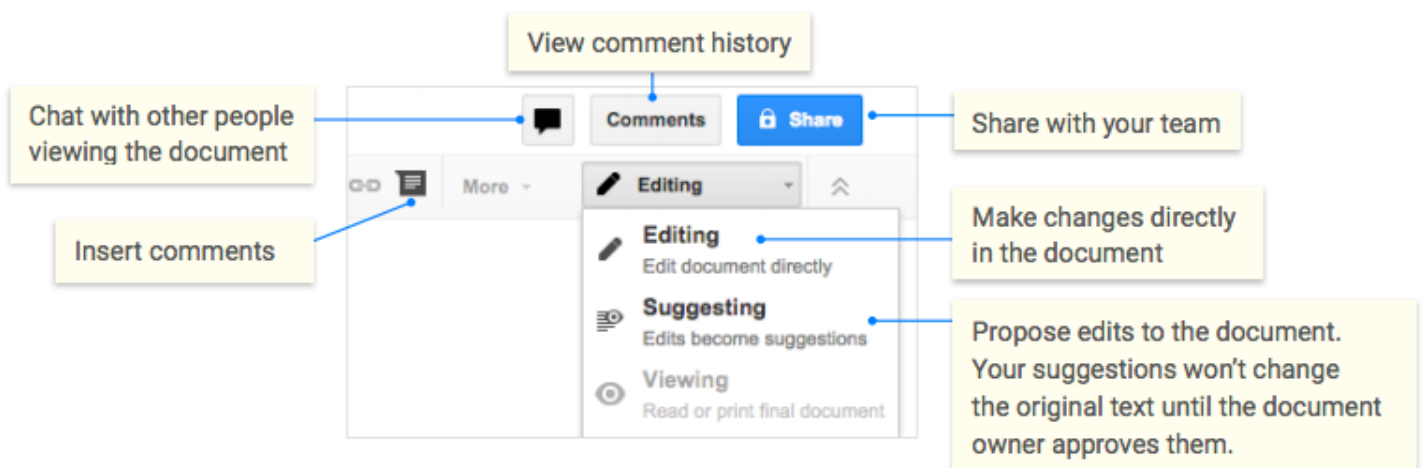 View comment history
Chat with other people
viewing the document
Comments
Share
Share with your team
More
Editing
Insert comments
Editing
Edit document directly
Make changes directly
in the document
Suggesting
Edits become suggestions
Propose edits to the document.
Your suggestions won't change
the original text until the document
owner approves them.
Viewing
Read or print final document